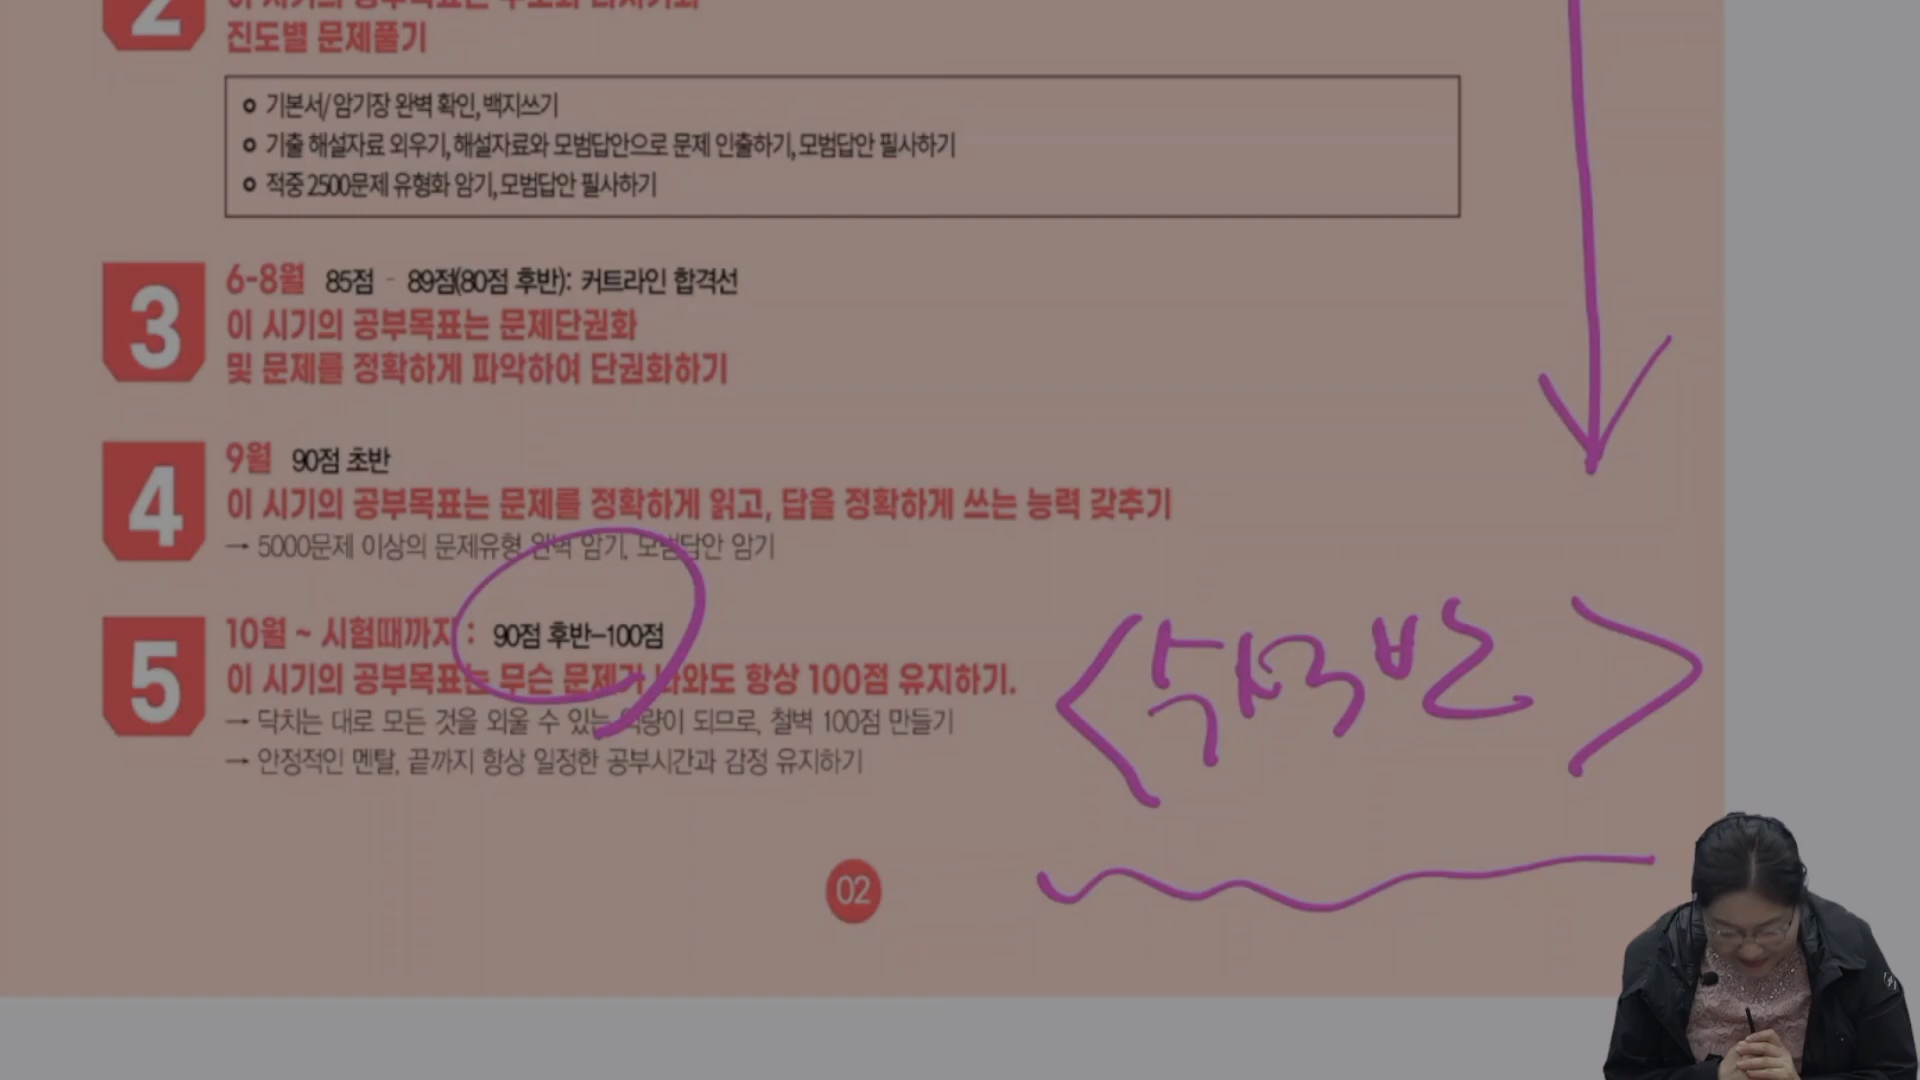 2
진도별 문제풀기
기본서/ 암기장 완벽 확인, 백지쓰기
기출 해설자료 외우기, 해설자료와 모범답안으로 문제 인출하기, 모범답안 필사하기
적중 2500문제 유형화 암기, 모범답안 필사하기
3
6-8월 85점 - 89점(80점 후반): 커트라인 합격선
이 시기의 공부목표는 문제단권화
및 문제를 정확하게 파악하여 단권화하기
4
9월 90점 초반
이 시기의 공부목표는 문제를 정확하게 읽고, 답을 정확하게 쓰는 능력 갖추기
→ 5000문제 이상의 문제유형 완벽 암기, 모범답안 암기
5
10월 ~ 시험때까지 : 90점 후반-100점
이 시기의 공부목표는 무슨 문제가 나와도 항상 100점 유지하기.
→ 닥치는 대로 모든 것을 외울 수 있는 역량이 되므로, 철벽 100점 만들기
→ 안정적인 멘탈, 끝까지 항상 일정한 공부시간과 감정 유지하기
02